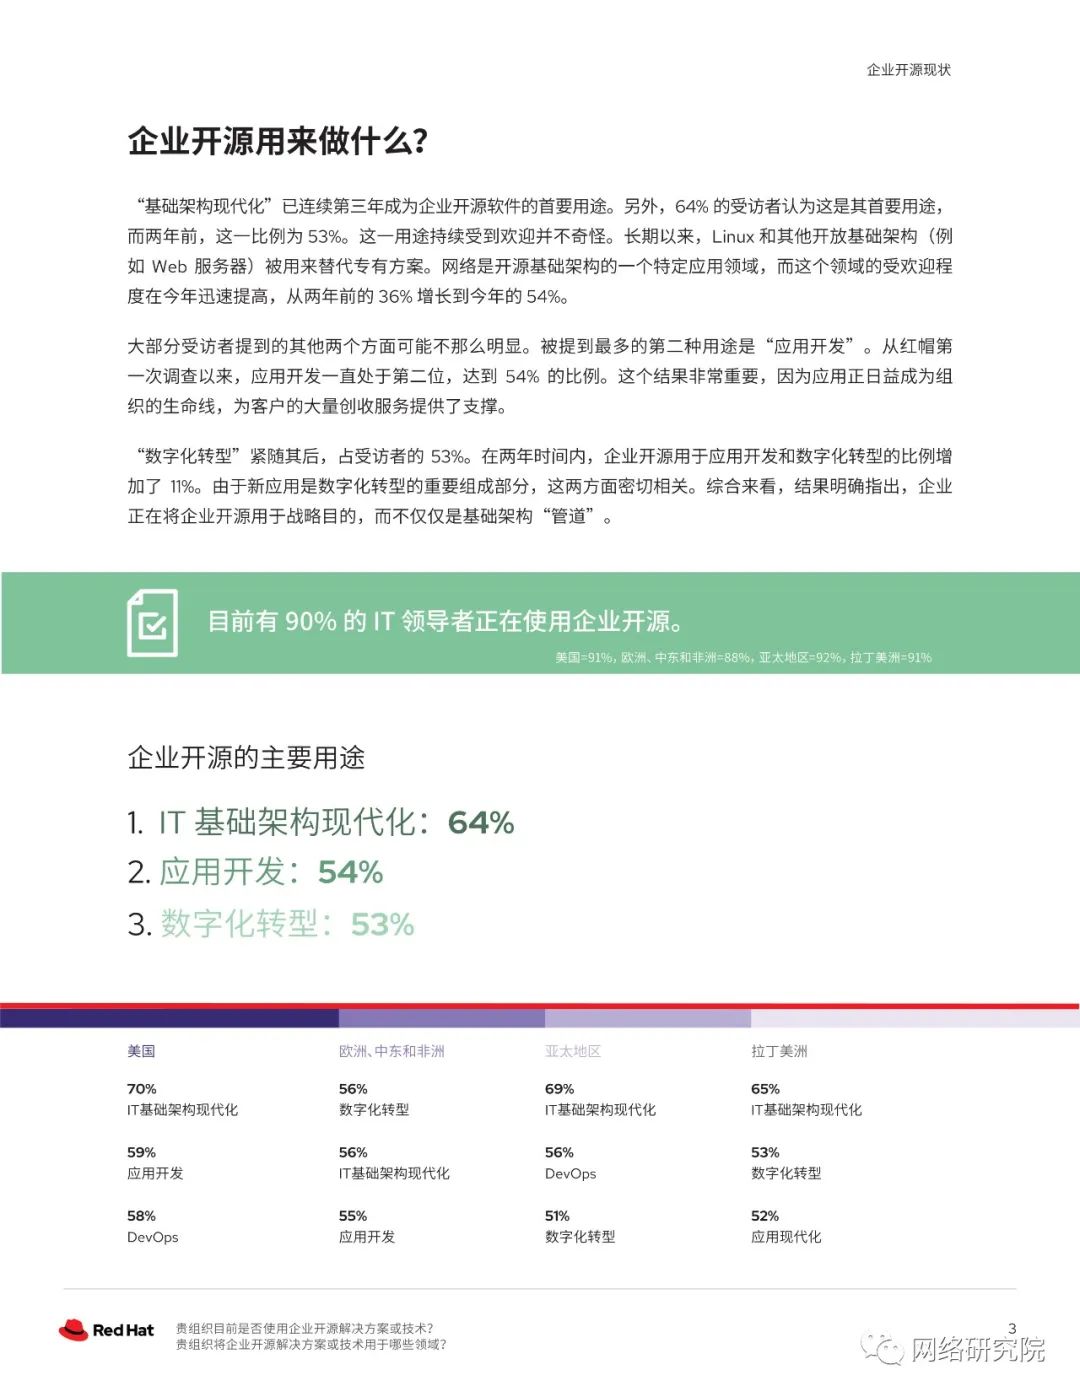 企业开源现状
企业开源用来做什么？
“基础架构现代化”已连续第三年成为企业开源软件的首要用途。另外，64% 的受访者认为这是其首要用途，
而两年前，这一比例为 53%。这一用途持续受到欢迎并不奇怪。长期以来，Linux 和其他开放基础架构（例
如 Web 服务器）被用来替代专有方案。网络是开源基础架构的一个特定应用领域，而这个领域的受欢迎程
度在今年迅速提高，从两年前的 36% 增长到今年的 54%。
大部分受访者提到的其他两个方面可能不那么明显。被提到最多的第二种用途是“应用开发”。从红帽第
一次调查以来，应用开发一直处于第二位，达到 54% 的比例。这个结果非常重要，因为应用正日益成为组
织的生命线，为客户的大量创收服务提供了支撑。
“数字化转型”紧随其后，占受访者的 53%。在两年时间内，企业开源用于应用开发和数字化转型的比例增
加了 11%。由于新应用是数字化转型的重要组成部分，这两方面密切相关。综合来看，结果明确指出，企业
正在将企业开源用于战略目的，而不仅仅是基础架构“管道”。
目前有 90% 的 IT 领导者正在使用企业开源。
美国=91%，欧洲、中东和非洲=88%，亚太地区=92%，拉丁美洲=91%
企业开源的主要用途
1. IT 基础架构现代化：64%
2. 应用开发：54%
3. 数字化转型：53%
美国
70%
IT基础架构现代化
59%
应用开发
58%
DevOps
欧洲、中东和非洲
56%
数字化转型
56%
IT基础架构现代化
55%
应用开发
亚太地区
69%
IT基础架构现代化
56%
DevOps
51%
数字化转型
拉丁美洲
65%
IT基础架构现代化
53%
数字化转型
52%
应用现代化
Red Hat
贵组织目前是否使用企业开源解决方案或技术？
贵组织将企业开源解决方案或技术用于哪些领域？
3
网络研究院